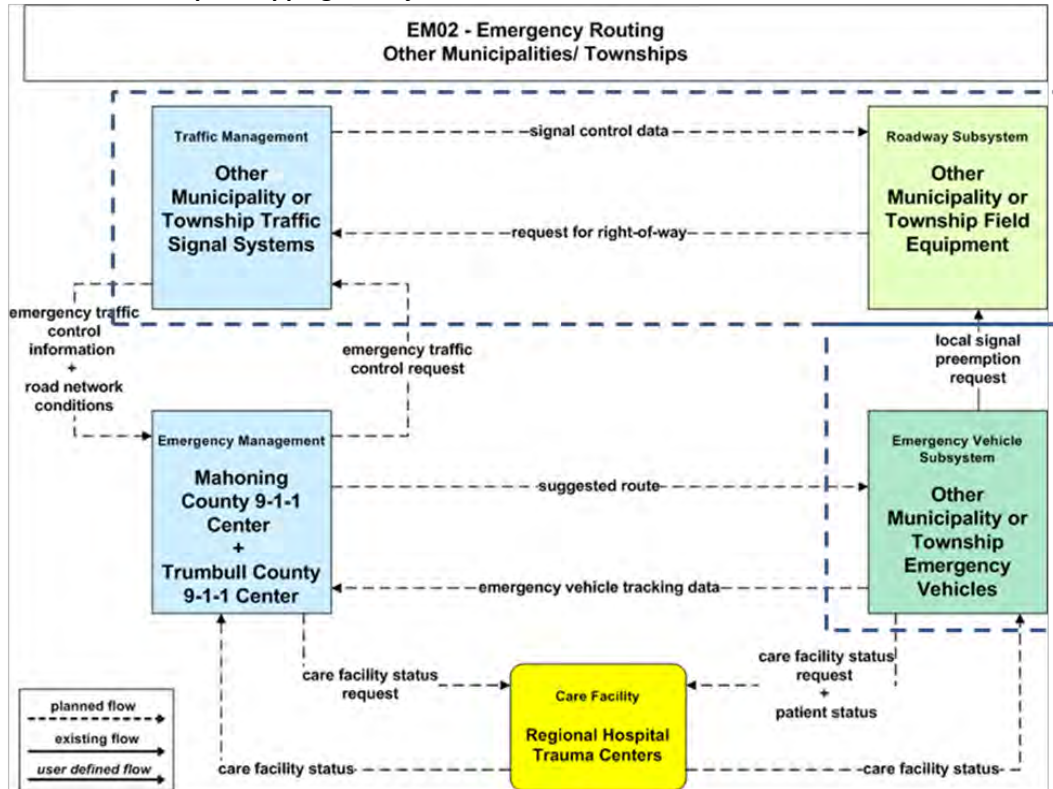 EM02 - Emergency Routing
Other Municipalities/ Townships
Traffic Management
Other
Municipality or
Township Traffic
Signal Systems
signal control data
request for right-of-way
Roadway Subsystem
Other
Municipality or
Township Field
Equipment
emergency traffic
control
information
+
road network
conditions
emergency traffic
control request
local signal
preemption
request
Emergency Management
Mahoning
County 9-1-1
Center
+
Trumbull County
9-1-1 Center
suggested route
emergency vehicle tracking data
Emergency Vehicle
Subsystem
Other
Municipality or
Township
Emergency
Vehicles
care facility status
request
care facility status
request
+
patient status
Care Facility
Regional Hospital
Trauma Centers
care facility status
care facility status
planned flow
existing flow
user defined flow